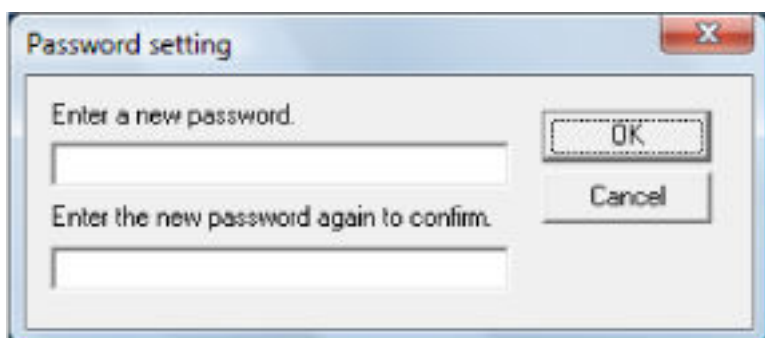 Password setting
Enter a new password.
OK
Cancel
Enter the new password again to confirm.